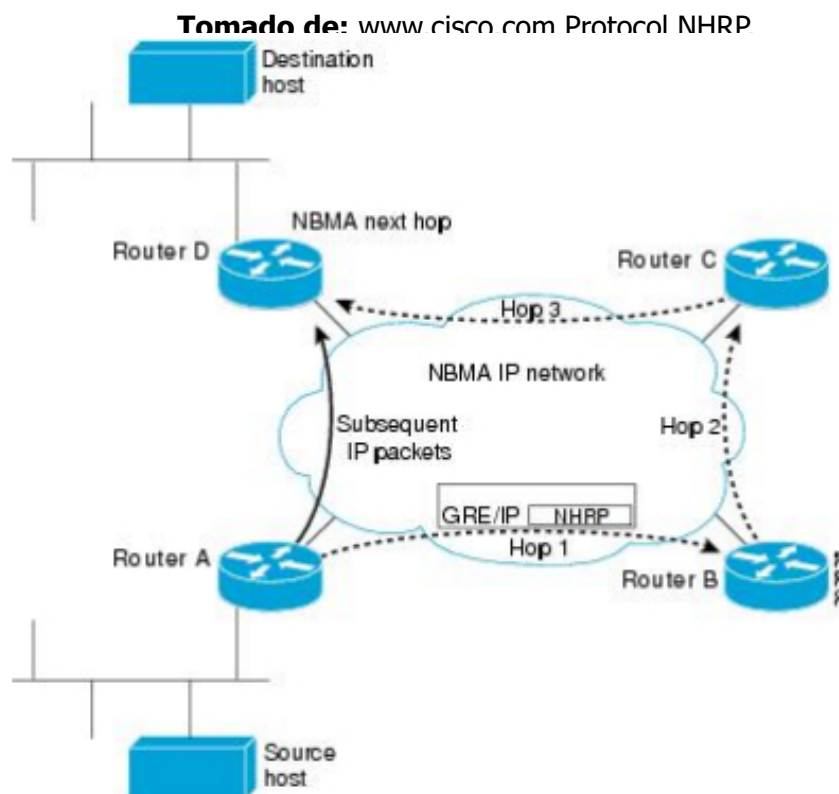 Tomado de: www.cisco.com Protocol NHRP
Destination
host
NBMA next hop
Router D
Router C
Hop 3
NBMA IP network
Subsequent
IP packets
Hop 2
GRE/IP NHRP
Hop 1
Router A
Router B
Source
host